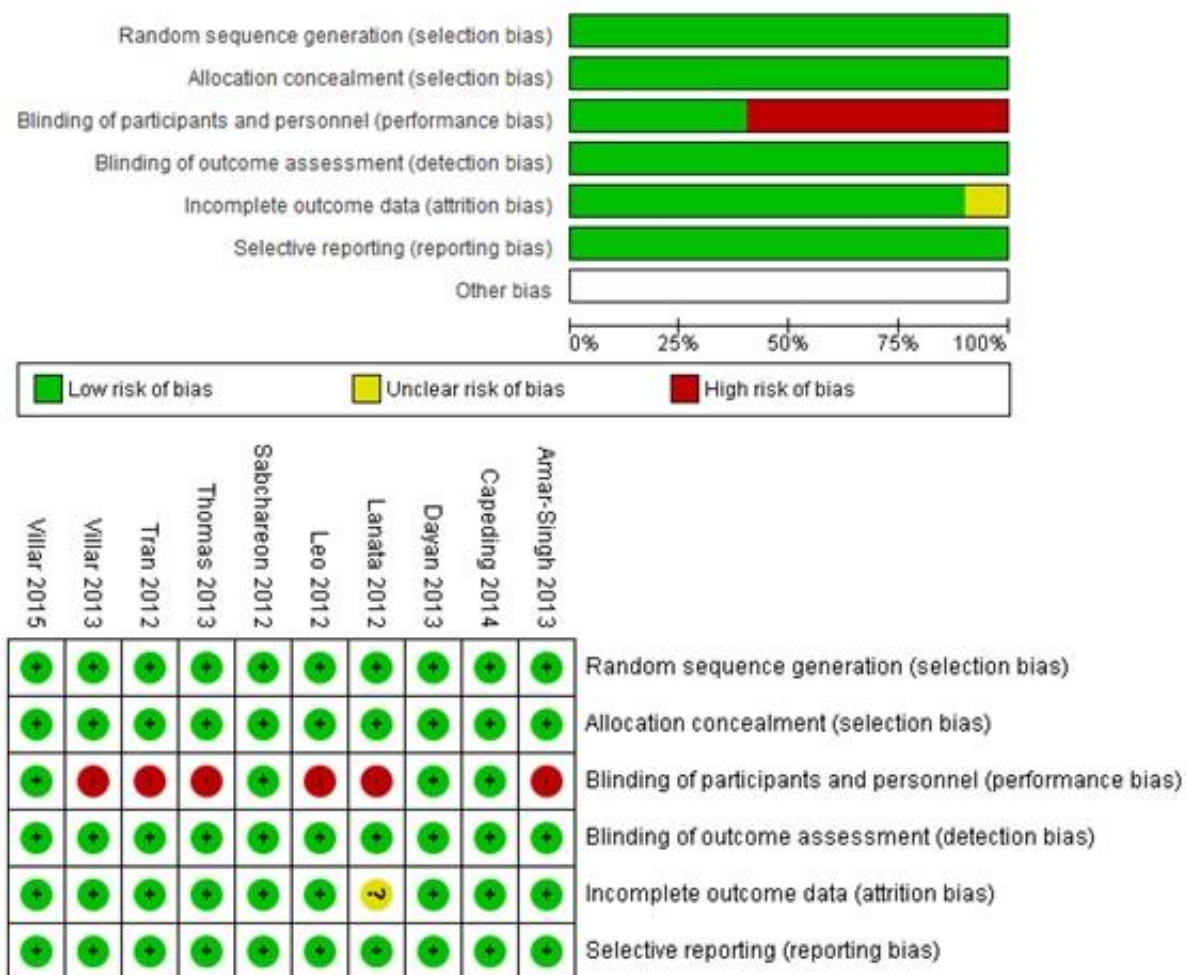 Random sequence generation (selection bias)
Allocation concealment (selection bias)
Blinding of participants and personnel (performance bias)
Blinding of outcome assessment (detection bias)
Incomplete outcome data (attrition bias)
Selective reporting (reporting bias)
Other bias
0% 25% 50% 75% 100%
Low risk of bias Unclear risk of bias High risk of bias
Villar 2015
Villar 2013
Tran 2012
Thomas 2013
Sabchareon 2012
Leo 2012
Lanata 2012
Dayan 2013
Capeding 2014
Amar-Singh 2013
+ + + + + + + + + + Random sequence generation (selection bias)
+ + + + + + + + + + Allocation concealment (selection bias)
+ - - - + - - + + - Blinding of participants and personnel (performance bias)
+ + + + + + + + + + Blinding of outcome assessment (detection bias)
+ + + + + + ? + + + Incomplete outcome data (attrition bias)
+ + + + + + + + + + Selective reporting (reporting bias)